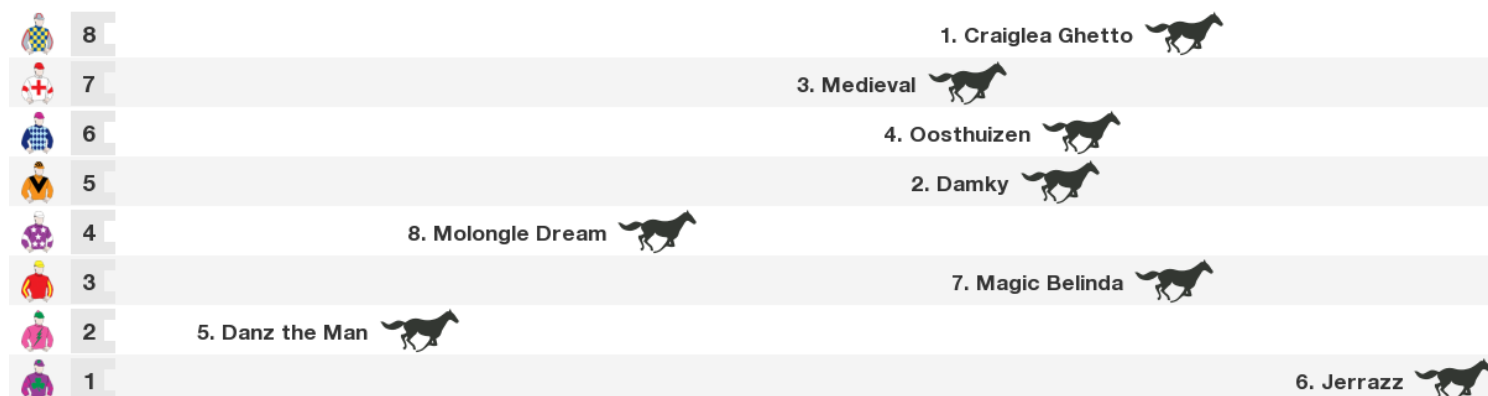 8 1. Craiglea Ghetto
7 3. Medieval
6 4. Oosthuizen
5 2. Damky
4 8. Molongle Dream
3 7. Magic Belinda
2 5. Danz the Man
1 6. Jerrazz